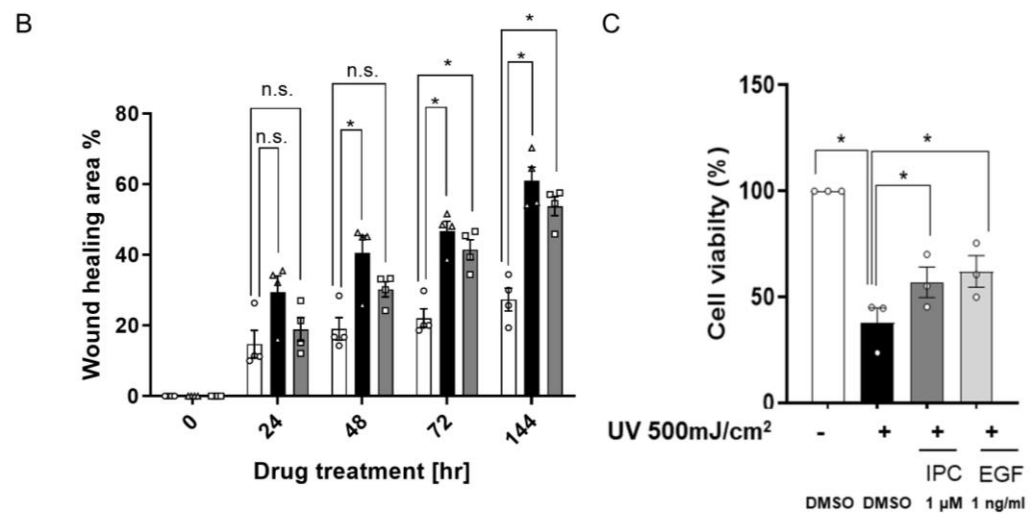 B
Wound healing area %
80
60
40
20
0
n.s.
n.s.
n.s.
*
*
*
*
*
0
24
48
72
144
Drug treatment [hr]
C
Cell viabilty (%)
150
100
50
0
*
*
*
UV 500mJ/cm²
-
+
+
+
IPC
EGF
DMSO
DMSO
1 µM
1 ng/ml